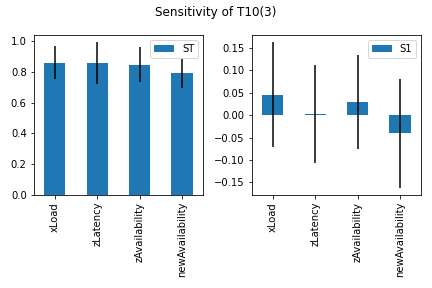 Sensitivity of T10(3)
1.0
0.8
0.6
0.4
0.2
0.0
ST
xLoad
zLatency
zAvailability
newAvailability
0.15
0.10
0.05
0.00
−0.05
−0.10
−0.15
S1
xLoad
zLatency
zAvailability
newAvailability